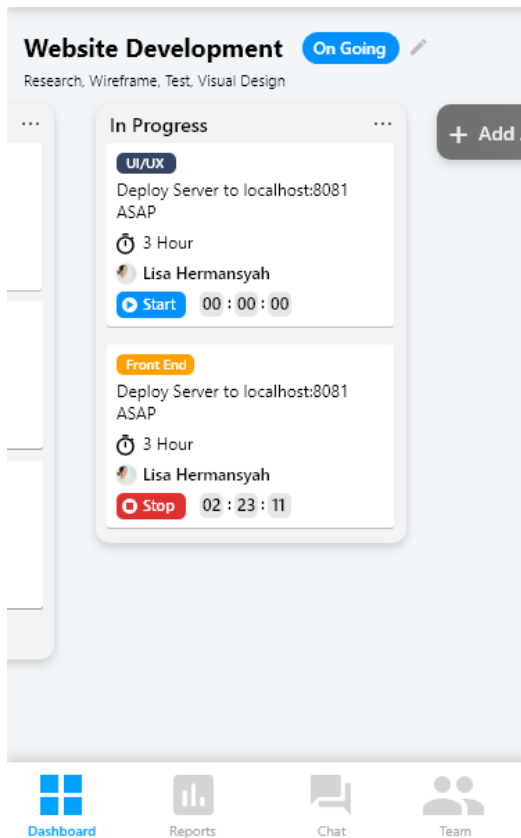 Website Development On Going
Research, Wireframe, Test, Visual Design
In Progress
+ Add
UI/UX
Deploy Server to localhost:8081
ASAP
3 Hour
Lisa Hermansyah
Start 00 : 00 : 00
Front End
Deploy Server to localhost:8081
ASAP
3 Hour
Lisa Hermansyah
Stop 02 : 23 : 11
Dashboard Reports Chat Team